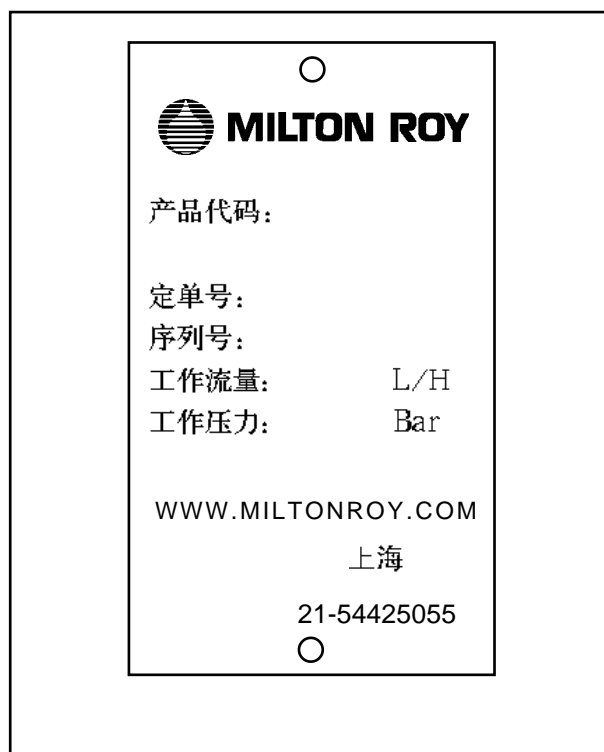 MILTON ROY
产品代码：
定单号：
序列号：
工作流量： L/H
工作压力： Bar
WWW.MILTONROY.COM
上海
21-54425055